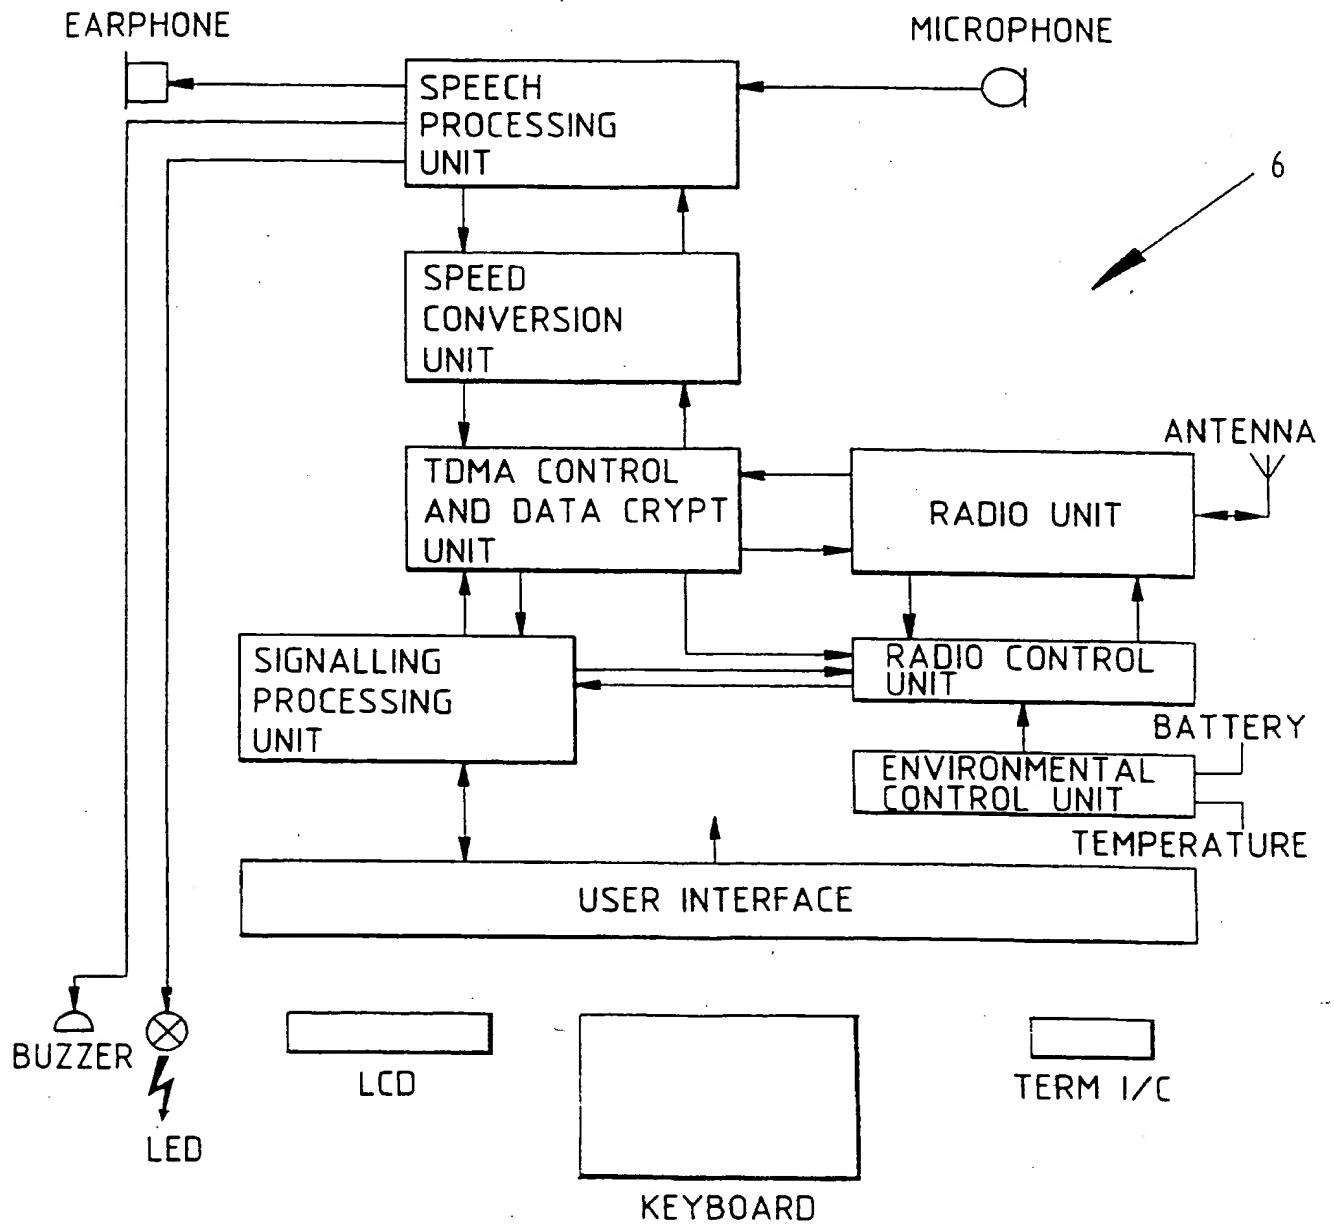 EARPHONE
MICROPHONE
SPEECH
PROCESSING
UNIT
6
SPEED
CONVERSION
UNIT
ANTENNA
TDMA CONTROL
AND DATA CRYPT
UNIT
RADIO UNIT
SIGNALLING
PROCESSING
UNIT
RADIO CONTROL
UNIT
BATTERY
ENVIRONMENTAL
CONTROL UNIT
TEMPERATURE
USER INTERFACE
BUZZER
LED
LCD
KEYBOARD
TERM I/C